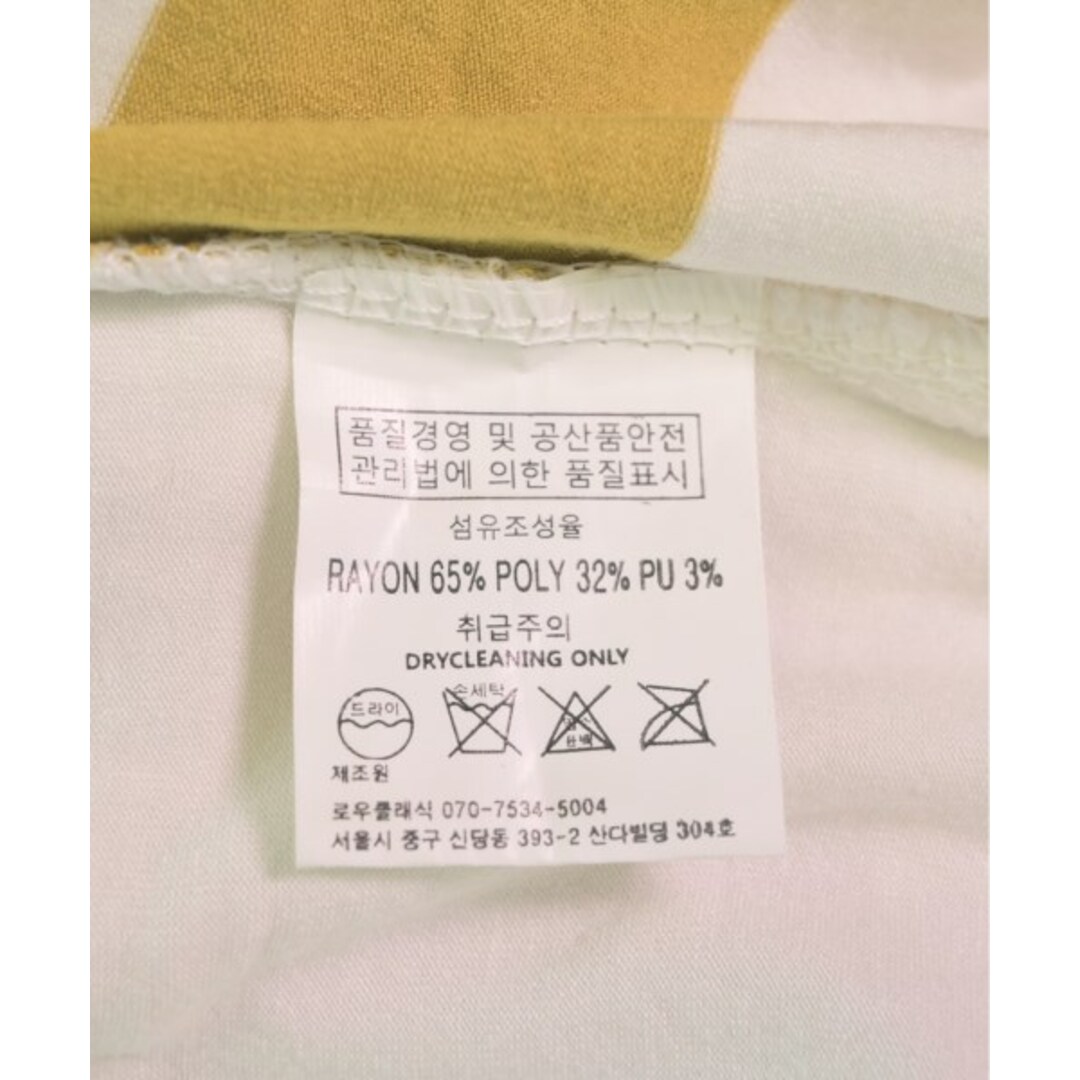 품질경영 및 공산품안전
관리법에 의한 품질표시
섬유조성율
RAYON 65% POLY 32% PU 3%
취급주의
DRYCLEANING ONLY
드라이 손세탁
표백
제조원
로우클래식 070-7534-5004
서울시 중구 신당동 393-2 산다빌딩 304호